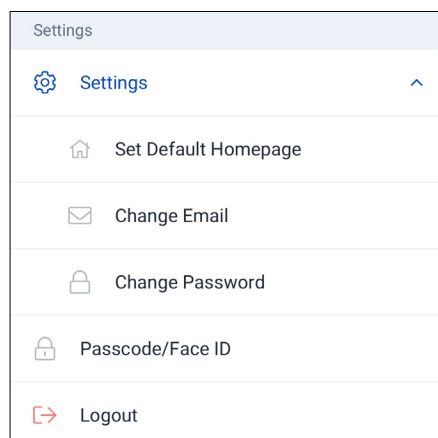 Settings
Settings
Set Default Homepage
Change Email
Change Password
Passcode/Face ID
Logout